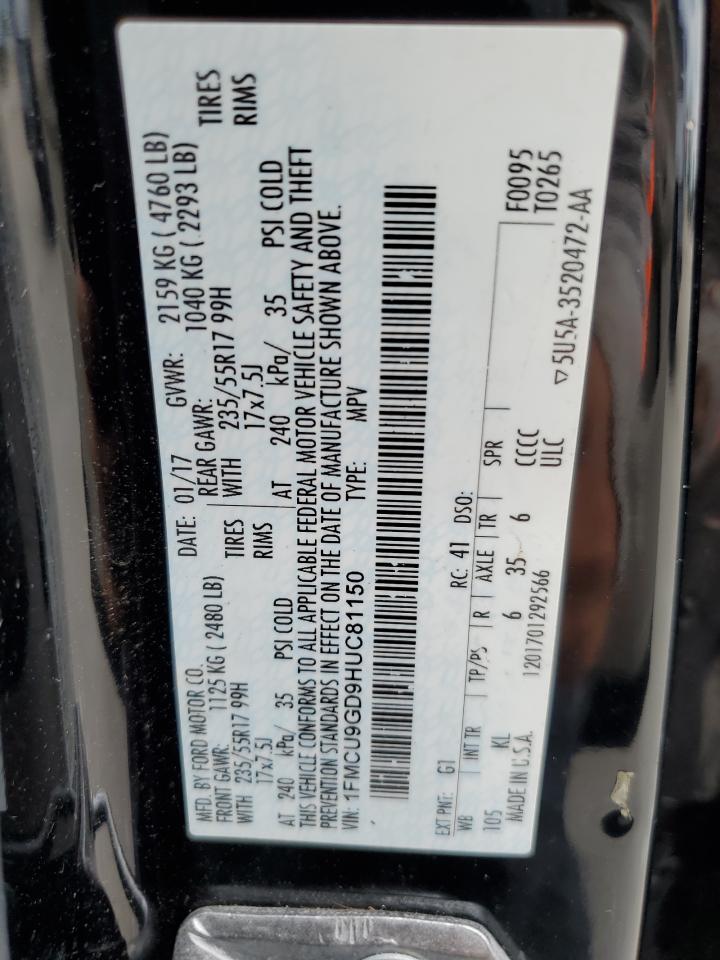 MFD. BY FORD MOTOR CO.
DATE: 01/17 GVWR: 2159 KG ( 4760 LB)
FRONT GAWR: 1125 KG ( 2480 LB) REAR GAWR: 1040 KG ( 2293 LB)
WITH 235/55R17 99H TIRES WITH 235/55R17 99H TIRES
17x7.5J RIMS 17x7.5J RIMS
AT 240 kPa/ 35 PSI COLD AT 240 kPa/ 35 PSI COLD
THIS VEHICLE CONFORMS TO ALL APPLICABLE FEDERAL MOTOR VEHICLE SAFETY AND THEFT
PREVENTION STANDARDS IN EFFECT ON THE DATE OF MANUFACTURE SHOWN ABOVE.
VIN: 1FMCU9GD9HUC81150 TYPE: MPV
EXT PNT: G1 RC: 41 DSO: F0095
WB INT TR TP/PS R AXLE TR SPR T0265
105 KL 6 35 6 CCCC
MADE IN U.S.A. 1201701292566 ULC ▽5U5A-3520472-AA